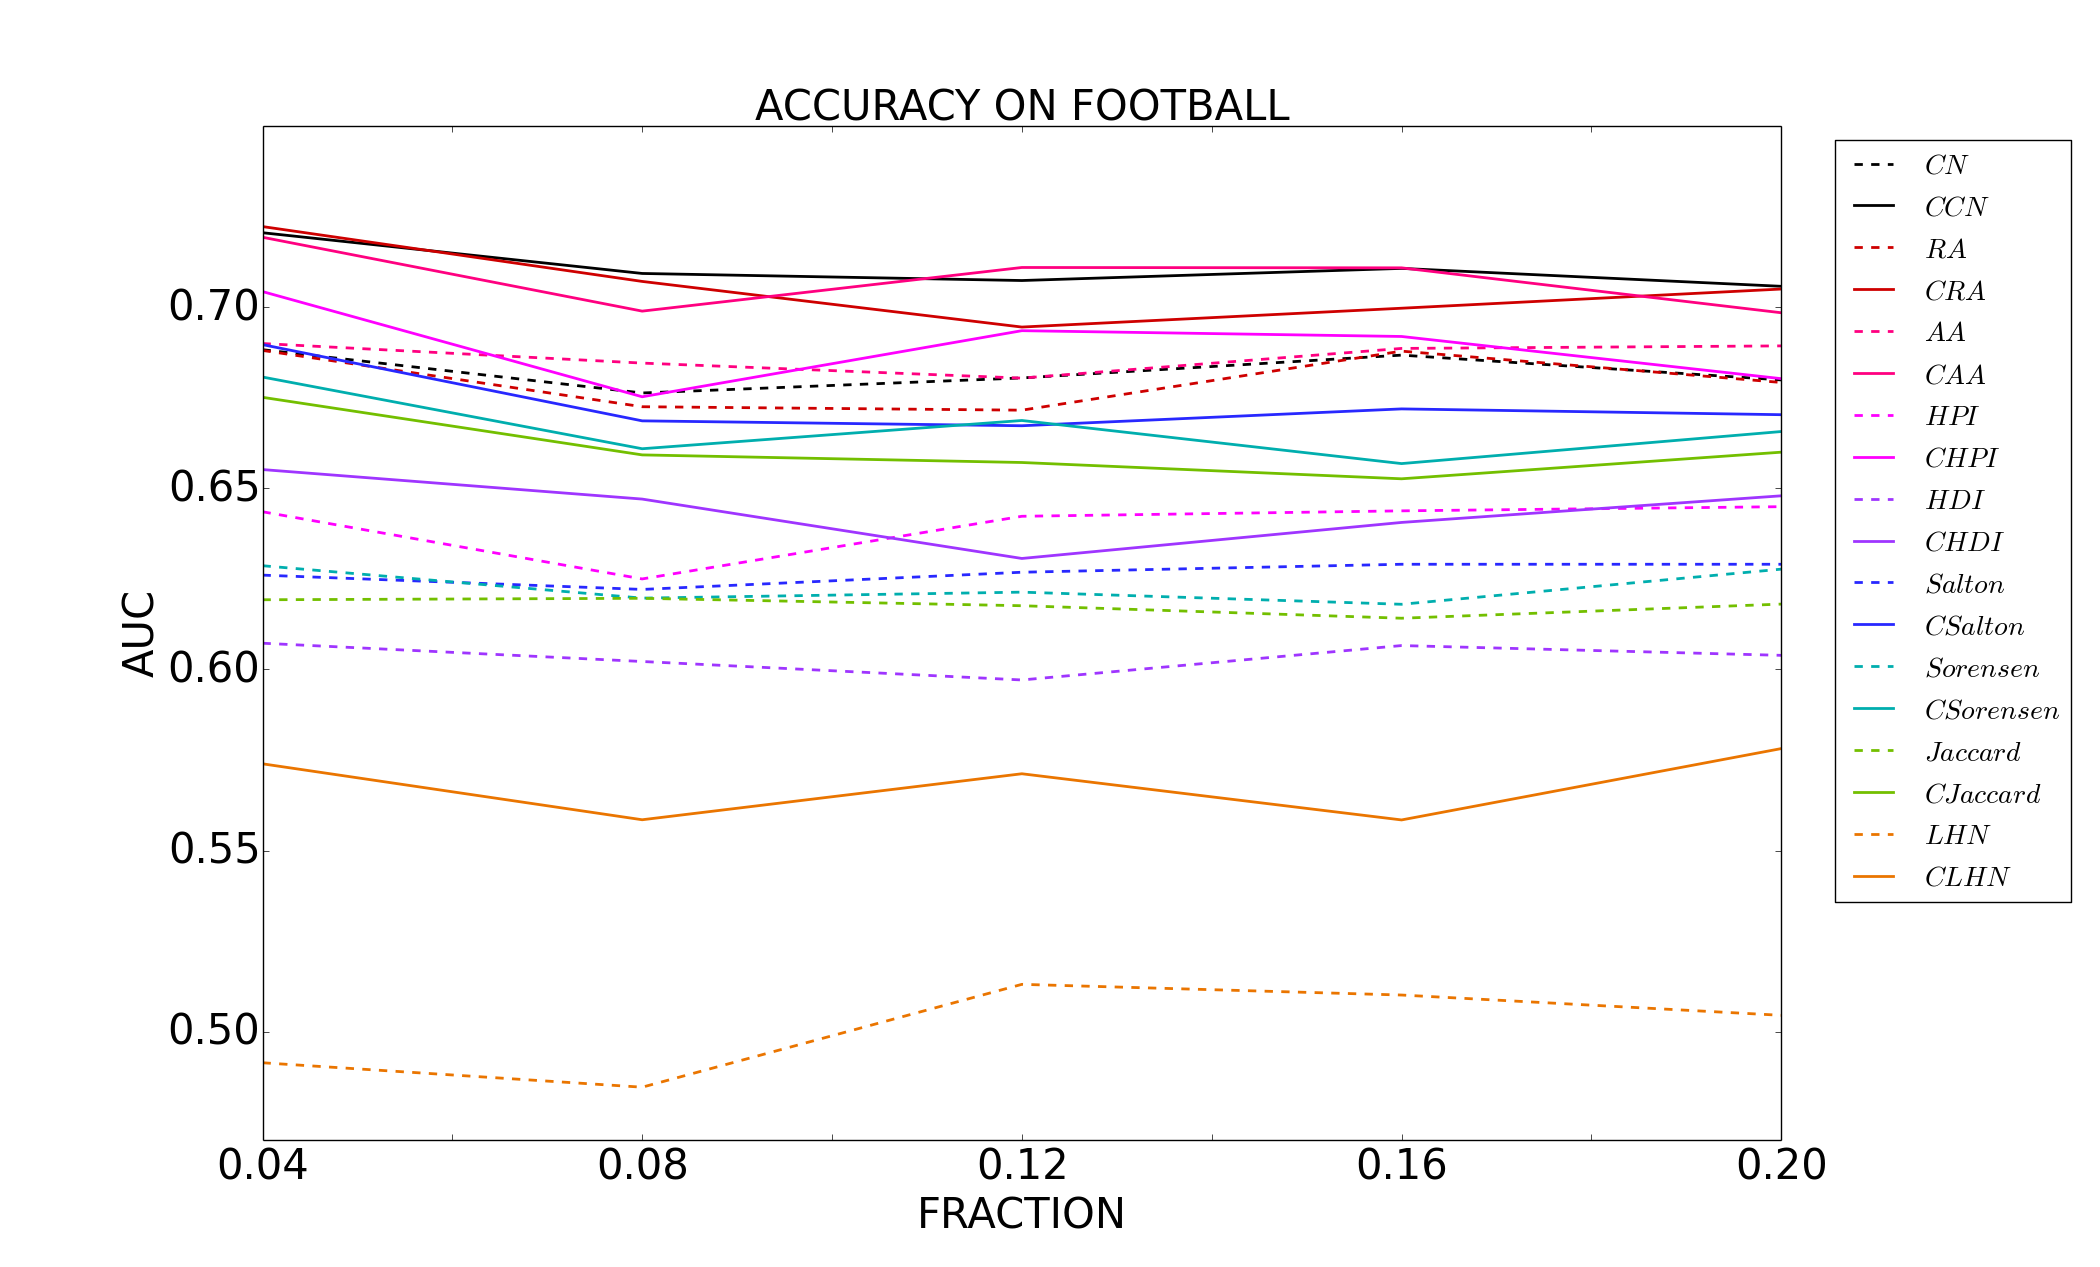 ACCURACY ON FOOTBALL
0.70
0.65
0.60
0.55
0.50
AUC
0.04 0.08 0.12 0.16 0.20
FRACTION
CN
CCN
RA
CRA
AA
CAA
HPI
CHPI
HDI
CHDI
Salton
CSalton
Sorensen
CSorensen
Jaccard
CJaccard
LHN
CLHN